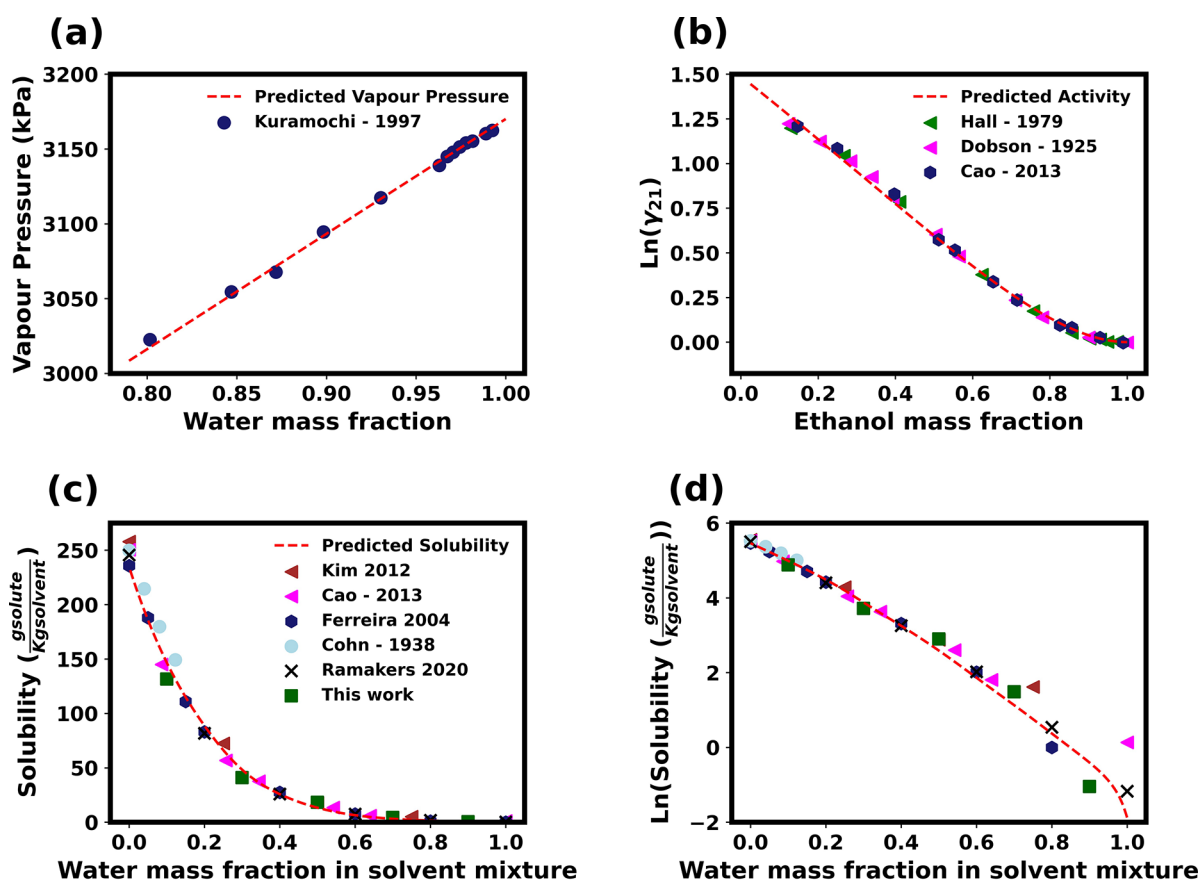 (a)
3200
3150
3100
3050
3000
Vapour Pressure (kPa)
Predicted Vapour Pressure
Kuramochi - 1997
0.80
0.85
0.90
0.95
1.00
Water mass fraction
(b)
1.50
1.25
1.00
0.75
0.50
0.25
0.00
Ln(γ21)
Predicted Activity
Hall - 1979
Dobson - 1925
Cao - 2013
0.0
0.2
0.4
0.6
0.8
1.0
Ethanol mass fraction
(c)
250
200
150
100
50
0
Solubility (gsolute/Kgsolvent)
Predicted Solubility
Kim 2012
Cao - 2013
Ferreira 2004
Cohn - 1938
Ramakers 2020
This work
0.0
0.2
0.4
0.6
0.8
1.0
Water mass fraction in solvent mixture
(d)
6
4
2
0
−2
Ln(Solubility (gsolute/Kgsolvent))
0.0
0.2
0.4
0.6
0.8
1.0
Water mass fraction in solvent mixture